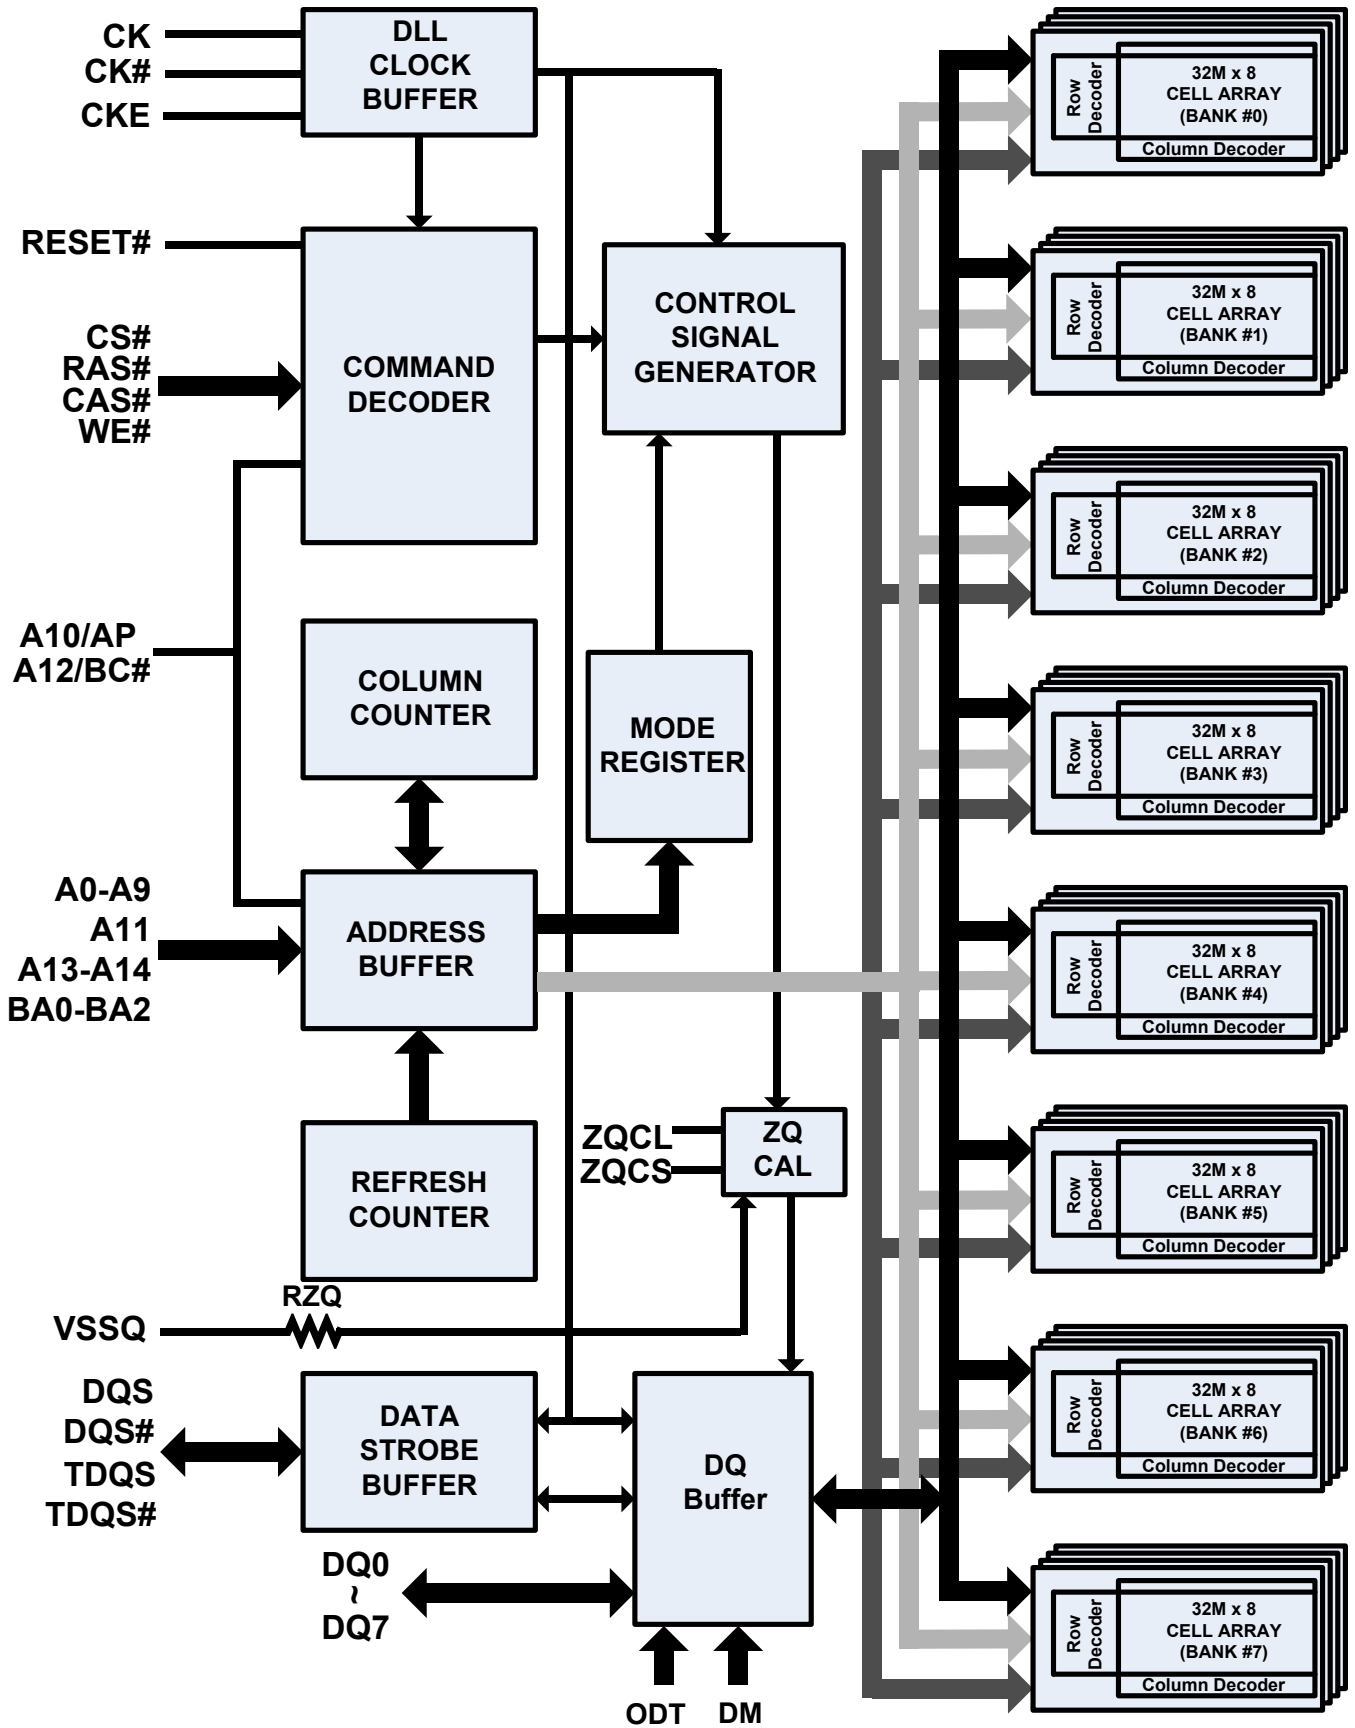 CK
CK#
CKE
DLL
CLOCK
BUFFER
RESET#
CS#
RAS#
CAS#
WE#
COMMAND
DECODER
CONTROL
SIGNAL
GENERATOR
A10/AP
A12/BC#
COLUMN
COUNTER
MODE
REGISTER
A0-A9
A11
A13-A14
BA0-BA2
ADDRESS
BUFFER
REFRESH
COUNTER
ZQCL
ZQCS
ZQ
CAL
RZQ
VSSQ
DQS
DQS#
TDQS
TDQS#
DATA
STROBE
BUFFER
DQ
Buffer
DQ0
~
DQ7
ODT
DM
Row
Decoder
32M x 8
CELL ARRAY
(BANK #0)
Column Decoder
Row
Decoder
32M x 8
CELL ARRAY
(BANK #1)
Column Decoder
Row
Decoder
32M x 8
CELL ARRAY
(BANK #2)
Column Decoder
Row
Decoder
32M x 8
CELL ARRAY
(BANK #3)
Column Decoder
Row
Decoder
32M x 8
CELL ARRAY
(BANK #4)
Column Decoder
Row
Decoder
32M x 8
CELL ARRAY
(BANK #5)
Column Decoder
Row
Decoder
32M x 8
CELL ARRAY
(BANK #6)
Column Decoder
Row
Decoder
32M x 8
CELL ARRAY
(BANK #7)
Column Decoder